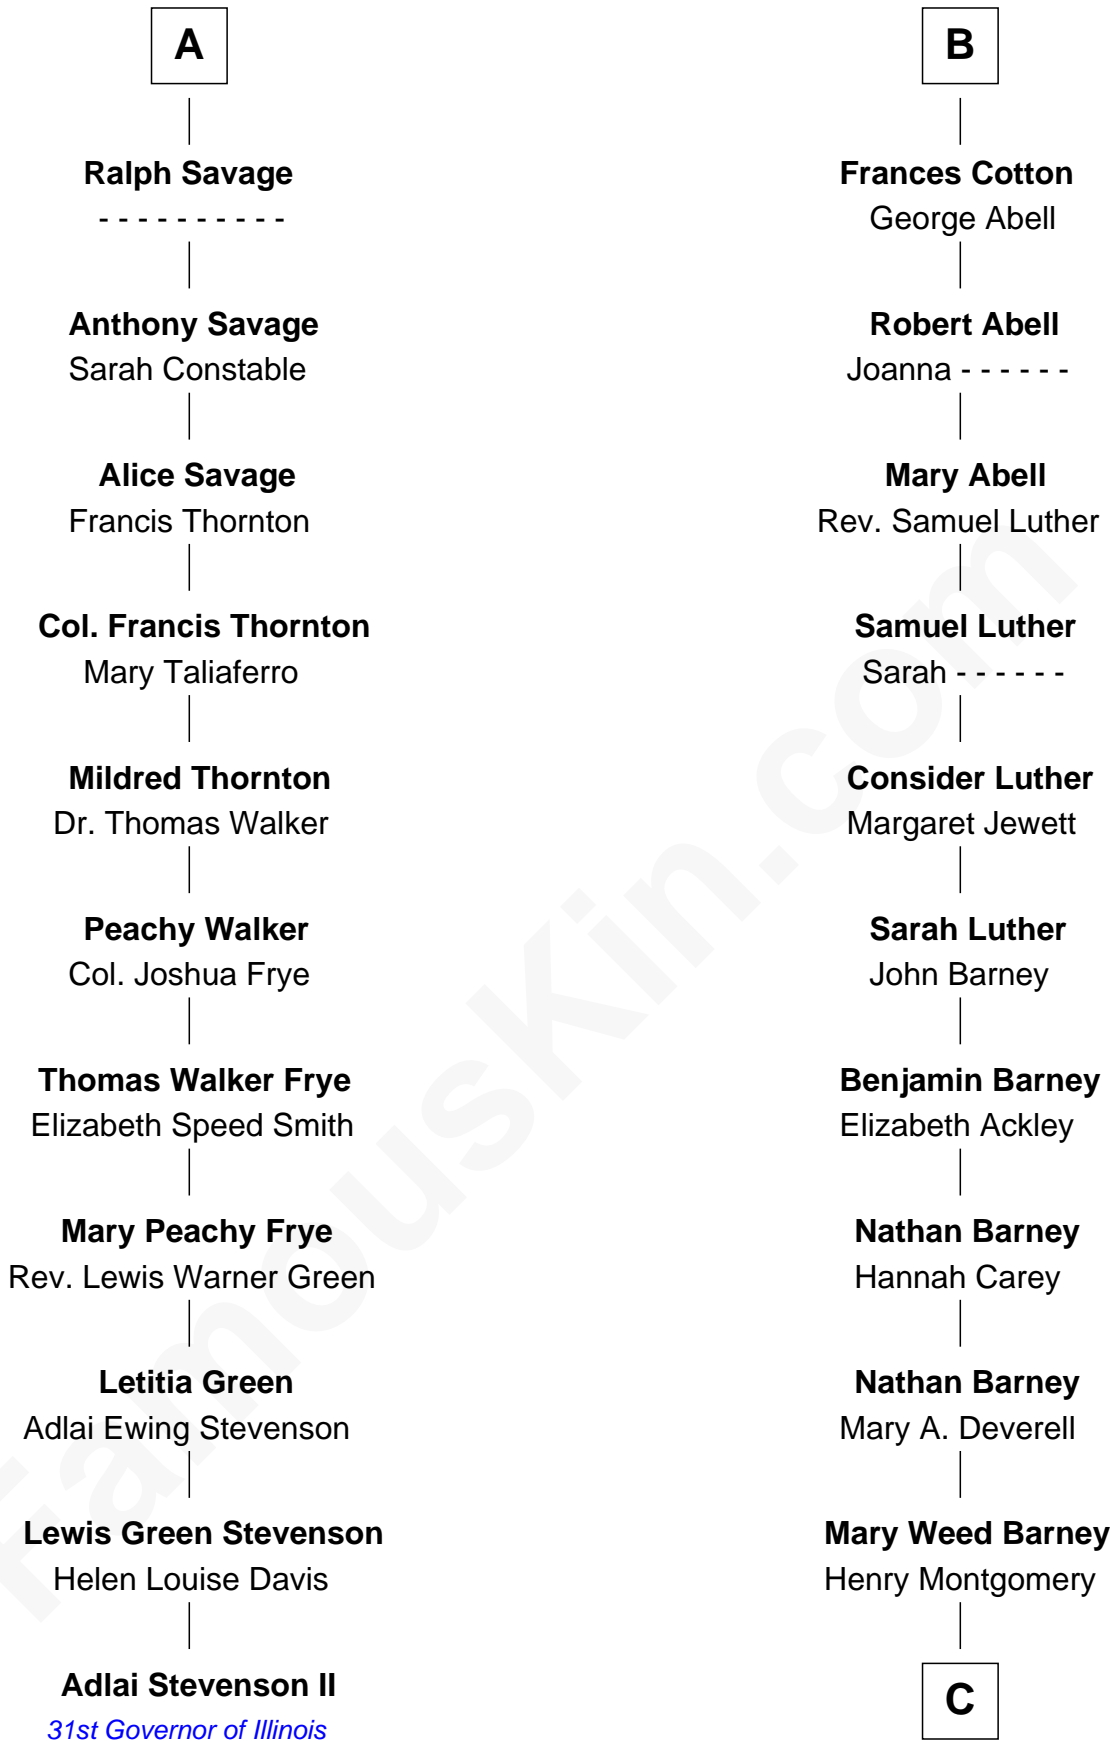 A
Ralph Savage
- - - - - - - - - -
Anthony Savage
Sarah Constable
Alice Savage
Francis Thornton
Col. Francis Thornton
Mary Taliaferro
Mildred Thornton
Dr. Thomas Walker
Peachy Walker
Col. Joshua Frye
Thomas Walker Frye
Elizabeth Speed Smith
Mary Peachy Frye
Rev. Lewis Warner Green
Letitia Green
Adlai Ewing Stevenson
Lewis Green Stevenson
Helen Louise Davis
Adlai Stevenson II
31st Governor of Illinois
B
Frances Cotton
George Abell
Robert Abell
Joanna - - - - - -
Mary Abell
Rev. Samuel Luther
Samuel Luther
Sarah - - - - - -
Consider Luther
Margaret Jewett
Sarah Luther
John Barney
Benjamin Barney
Elizabeth Ackley
Nathan Barney
Hannah Carey
Nathan Barney
Mary A. Deverell
Mary Weed Barney
Henry Montgomery
C
FamousKin.com